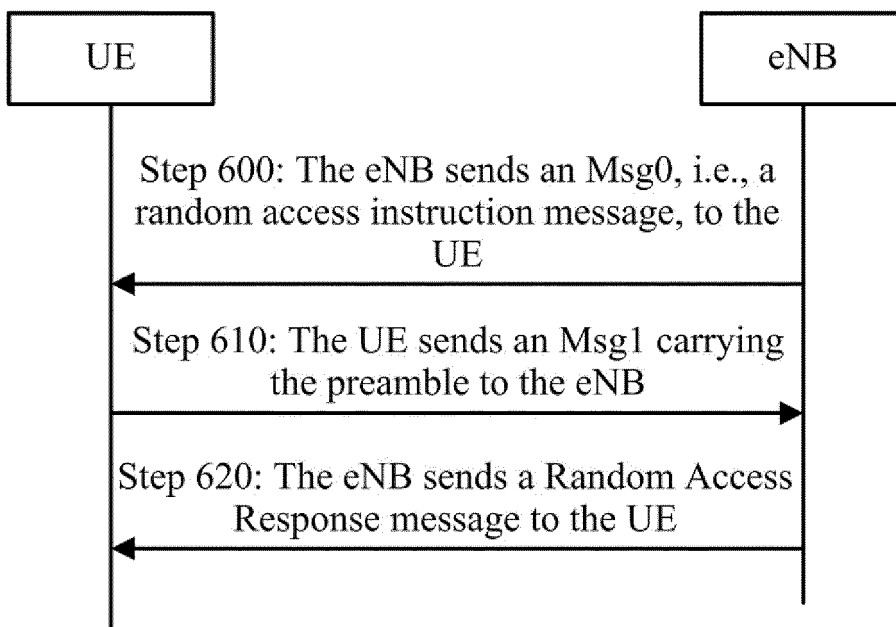 UE
eNB
Step 600: The eNB sends an Msg0, i.e., a
random access instruction message, to the
UE
Step 610: The UE sends an Msg1 carrying
the preamble to the eNB
Step 620: The eNB sends a Random Access
Response message to the UE